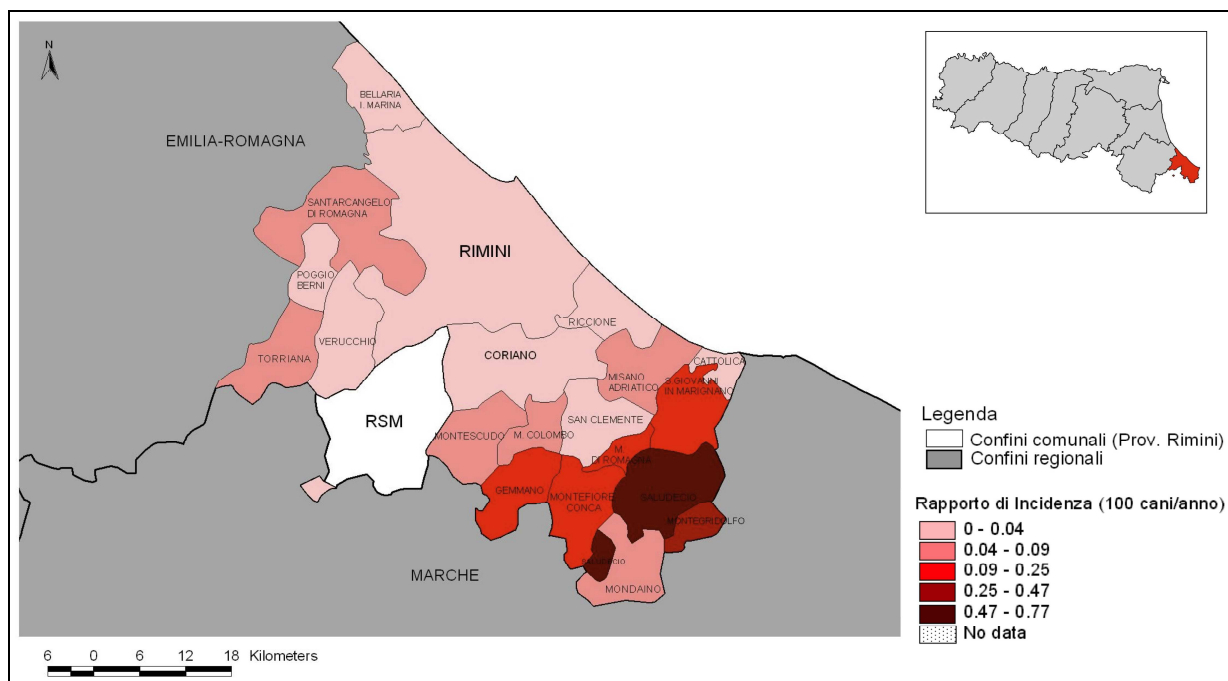 N
BELLARIA
I. MARINA
EMILIA-ROMAGNA
SANTARCANGELO
DI ROMAGNA
RIMINI
POGGIO
BERNI
RICCIONE
VERUCCHIO
TORRIANA
CORIANO
CATTOLICA
MISANO
ADRIATICO
S.GIOVANNI
IN MARIGNANO
RSM
SAN CLEMENTE
MONTESCUDO
M. COLOMBO
M.
DI ROMAGNA
GEMMANO
MONTEFIORE
CONCA
SALUDECIO
MONTEGRIDOLFO
SALUDECIO
MARCHE
MONDAINO
6 0 6 12 18 Kilometers
Legenda
Confini comunali (Prov. Rimini)
Confini regionali
Rapporto di Incidenza (100 cani/anno)
0 - 0.04
0.04 - 0.09
0.09 - 0.25
0.25 - 0.47
0.47 - 0.77
No data